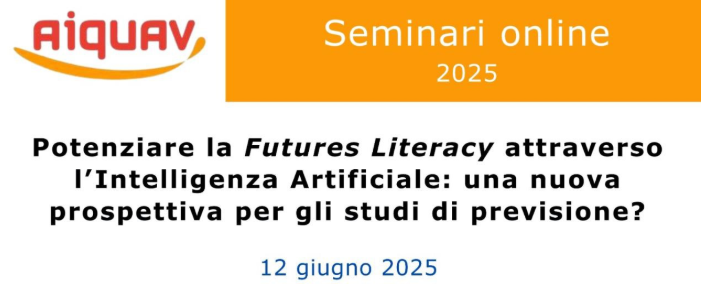 AIQUAV
Seminari online
2025
Potenziare la Futures Literacy attraverso
l’Intelligenza Artificiale: una nuova
prospettiva per gli studi di previsione?
12 giugno 2025